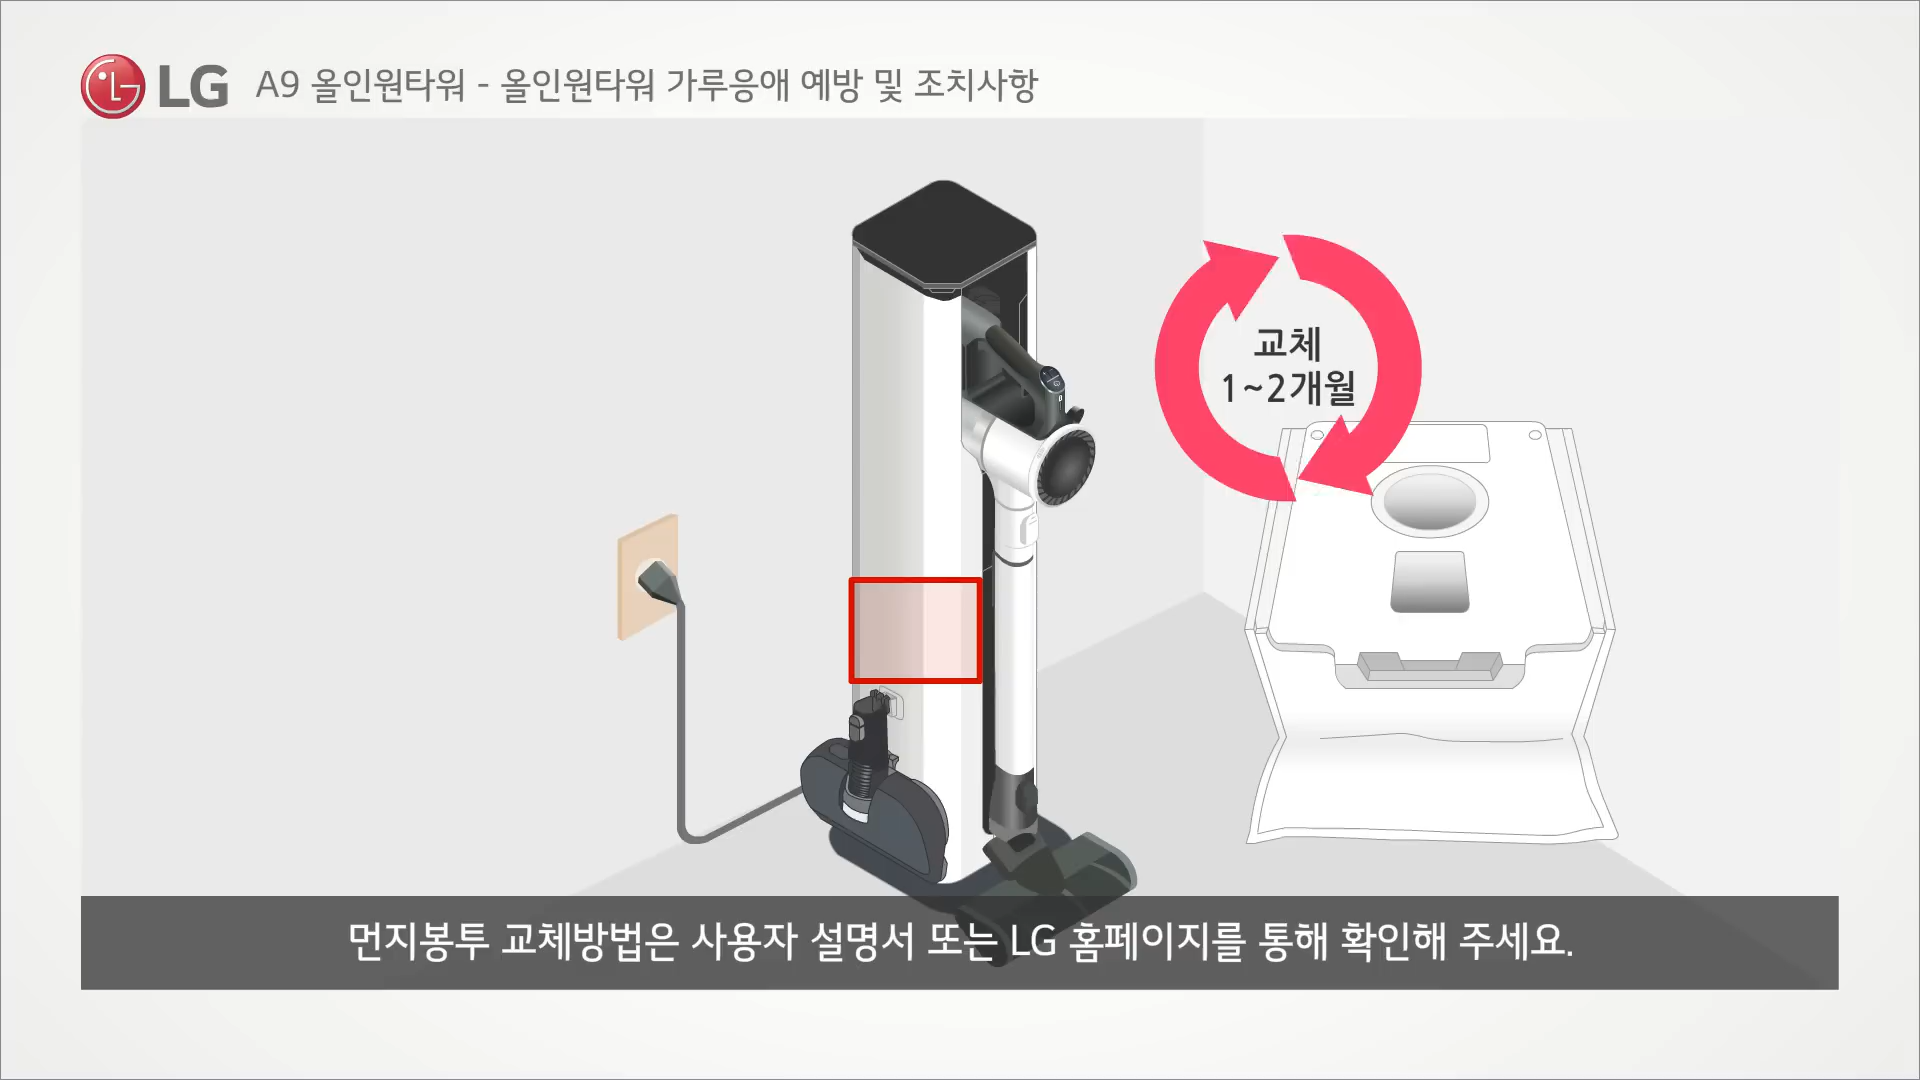 LG A9 올인원타워 - 올인원타워 가루응애 예방 및 조치사항
교체
1~2개월
먼지봉투 교체방법은 사용자 설명서 또는 LG 홈페이지를 통해 확인해 주세요.